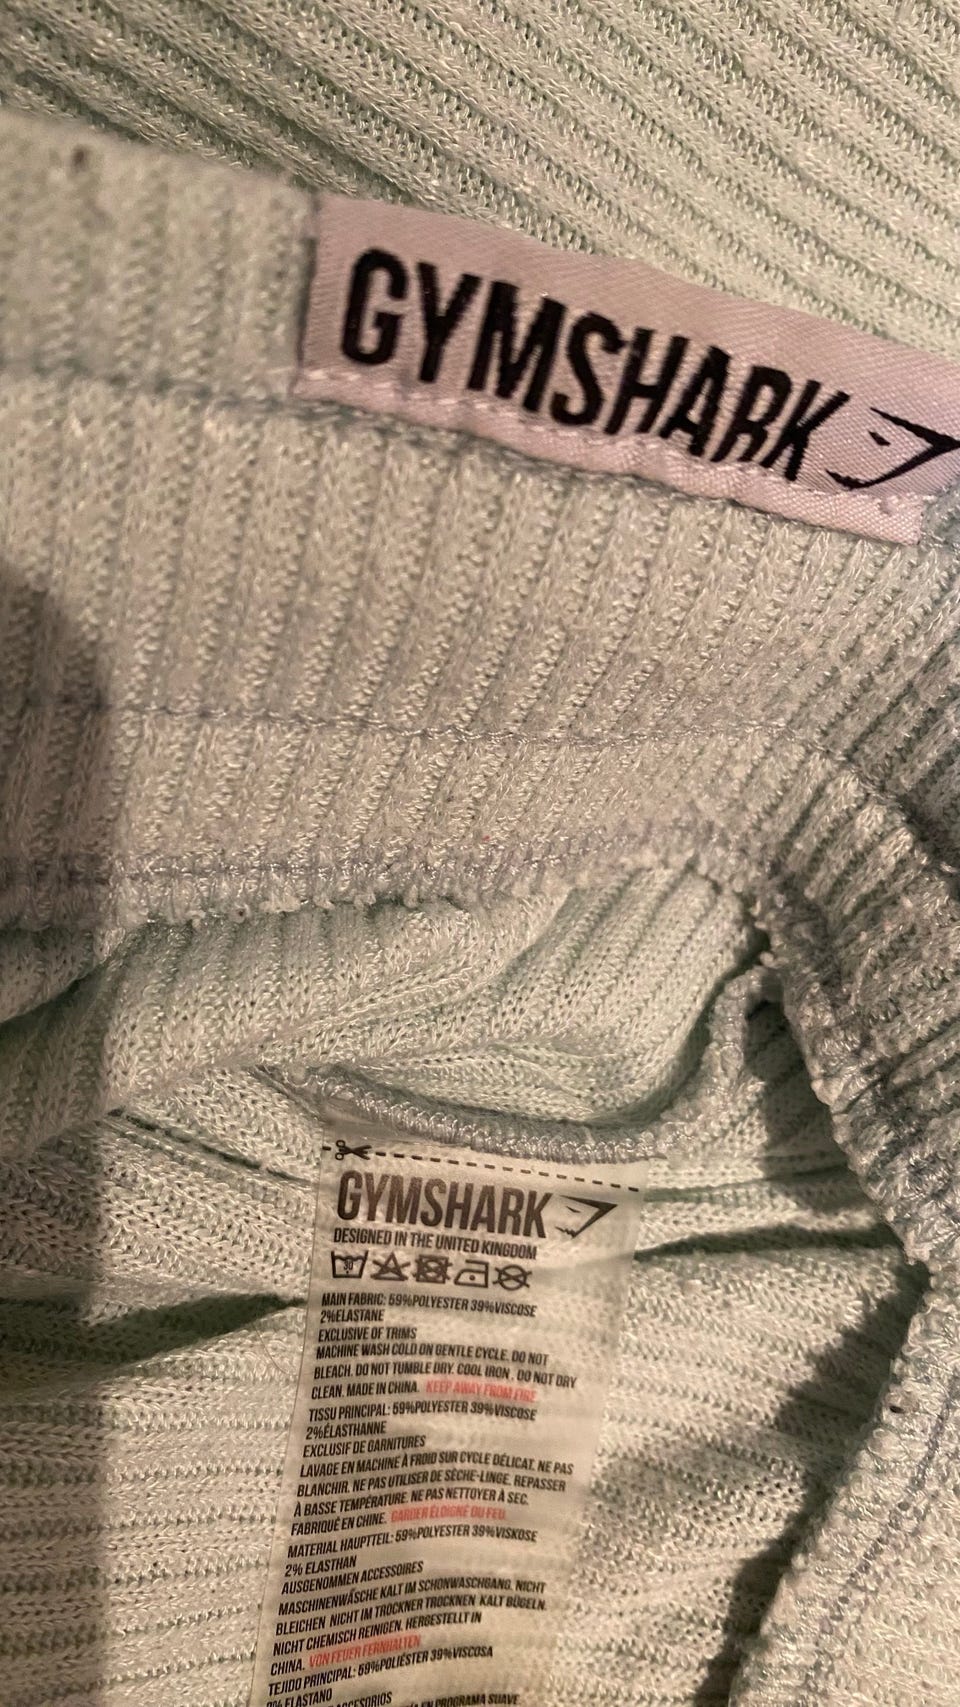 GYMSHARK
GYMSHARK
DESIGNED IN THE UNITED KINGDOM
30
MAIN FABRIC: 59%POLYESTER 39%VISCOSE
2%ELASTANE
EXCLUSIVE OF TRIMS
MACHINE WASH COLD ON GENTLE CYCLE. DO NOT
BLEACH. DO NOT TUMBLE DRY. COOL IRON . DO NOT DRY
CLEAN. MADE IN CHINA. KEEP AWAY FROM FIRE
TISSU PRINCIPAL: 59%POLYESTER 39%VISCOSE
2%ÉLASTHANNE
EXCLUSIF DE GARNITURES
LAVAGE EN MACHINE À FROID SUR CYCLE DÉLICAT. NE PAS
BLANCHIR. NE PAS UTILISER DE SÈCHE-LINGE. REPASSER
À BASSE TEMPÉRATURE. NE PAS NETTOYER À SEC.
FABRIQUÉ EN CHINE. GARDER ÉLOIGNÉ DU FEU.
MATERIAL HAUPTTEIL: 59%POLYESTER 39%VISKOSE
2% ELASTHAN
AUSGENOMMEN ACCESSOIRES
MASCHINENWÄSCHE KALT IM SCHONWASCHGANG. NICHT
BLEICHEN NICHT IM TROCKNER TROCKNEN KALT BÜGELN.
NICHT CHEMISCH REINIGEN. HERGESTELLT IN
CHINA. VON FEUER FERNHALTEN
TEJIDO PRINCIPAL: 59%POLIÉSTER 39%VISCOSA
2% ELASTANO
EN PROGRAMA SUAVE.